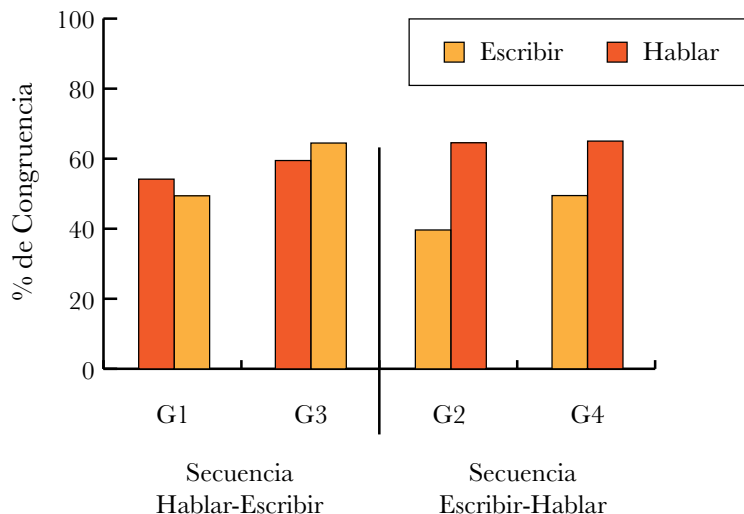 100
80
60
40
20
0
% de Congruencia
Escribir
Hablar
G1
G3
G2
G4
Secuencia
Hablar-Escribir
Secuencia
Escribir-Hablar